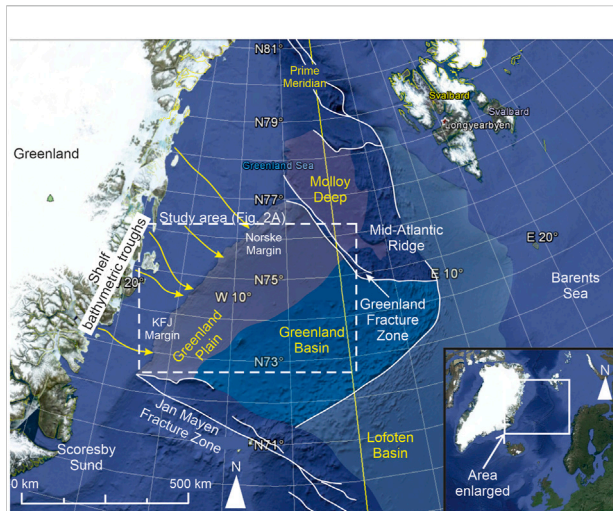 N81°
Prime
Meridian
Svalbard
Svalbard
Longyearbyen
N79°
Greenland
Greenland Sea
Molloy
Deep
N77°
Study area (Fig. 2A)
Norske
Margin
Mid-Atlantic
Ridge
E 20°
Shelf
bathymetric troughs
20°
N75°
E 10°
Barents
Sea
W 10°
Greenland
Fracture
Zone
KFJ
Margin
Greenland
Plain
Greenland
Basin
N73°
Jan Mayen
Fracture Zone
N71°
Lofoten
Basin
Scoresby
Sund
N
0 km
500 km
N
Area
enlarged